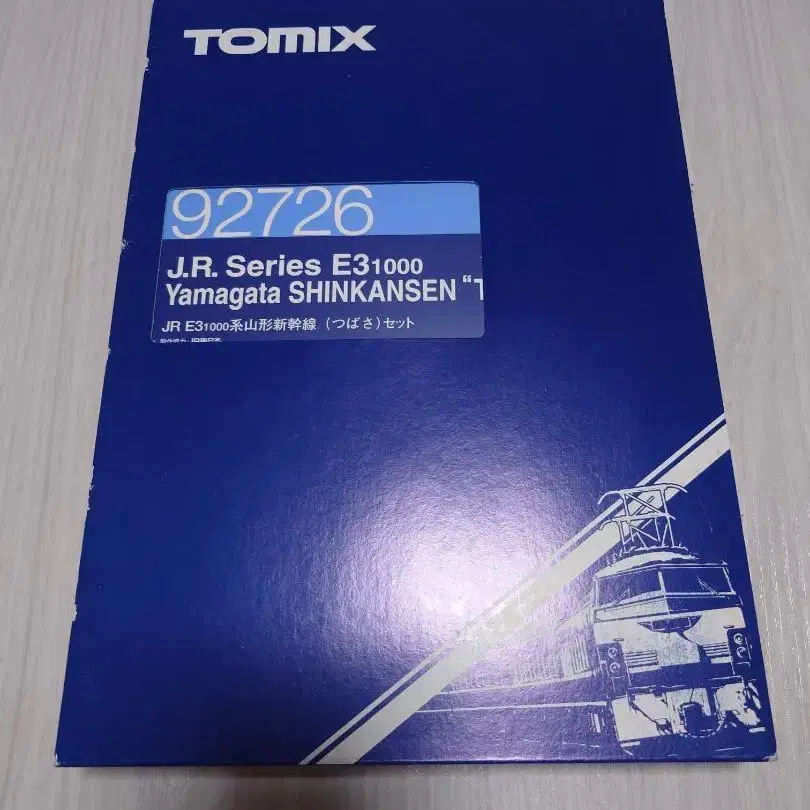 TOMIX
92726
J.R. Series E31000
Yamagata SHINKANSEN "T
JR E31000系山形新幹線 (つばさ)セット